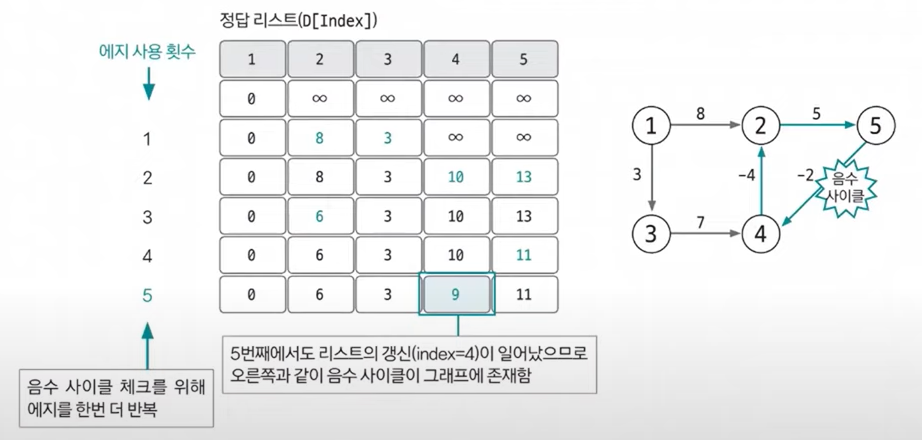 정답 리스트(D[Index])
에지 사용 횟수
1 2 3 4 5
0 ∞ ∞ ∞ ∞
1 0 8 3 ∞ ∞
2 0 8 3 10 13
3 0 6 3 10 13
4 0 6 3 10 11
5 0 6 3 9 11
5번째에서도 리스트의 갱신(index=4)이 일어났으므로
오른쪽과 같이 음수 사이클이 그래프에 존재함
음수 사이클 체크를 위해
에지를 한번 더 반복
1 8 2 5 5
3 -4 -2 음수
사이클
3 7 4